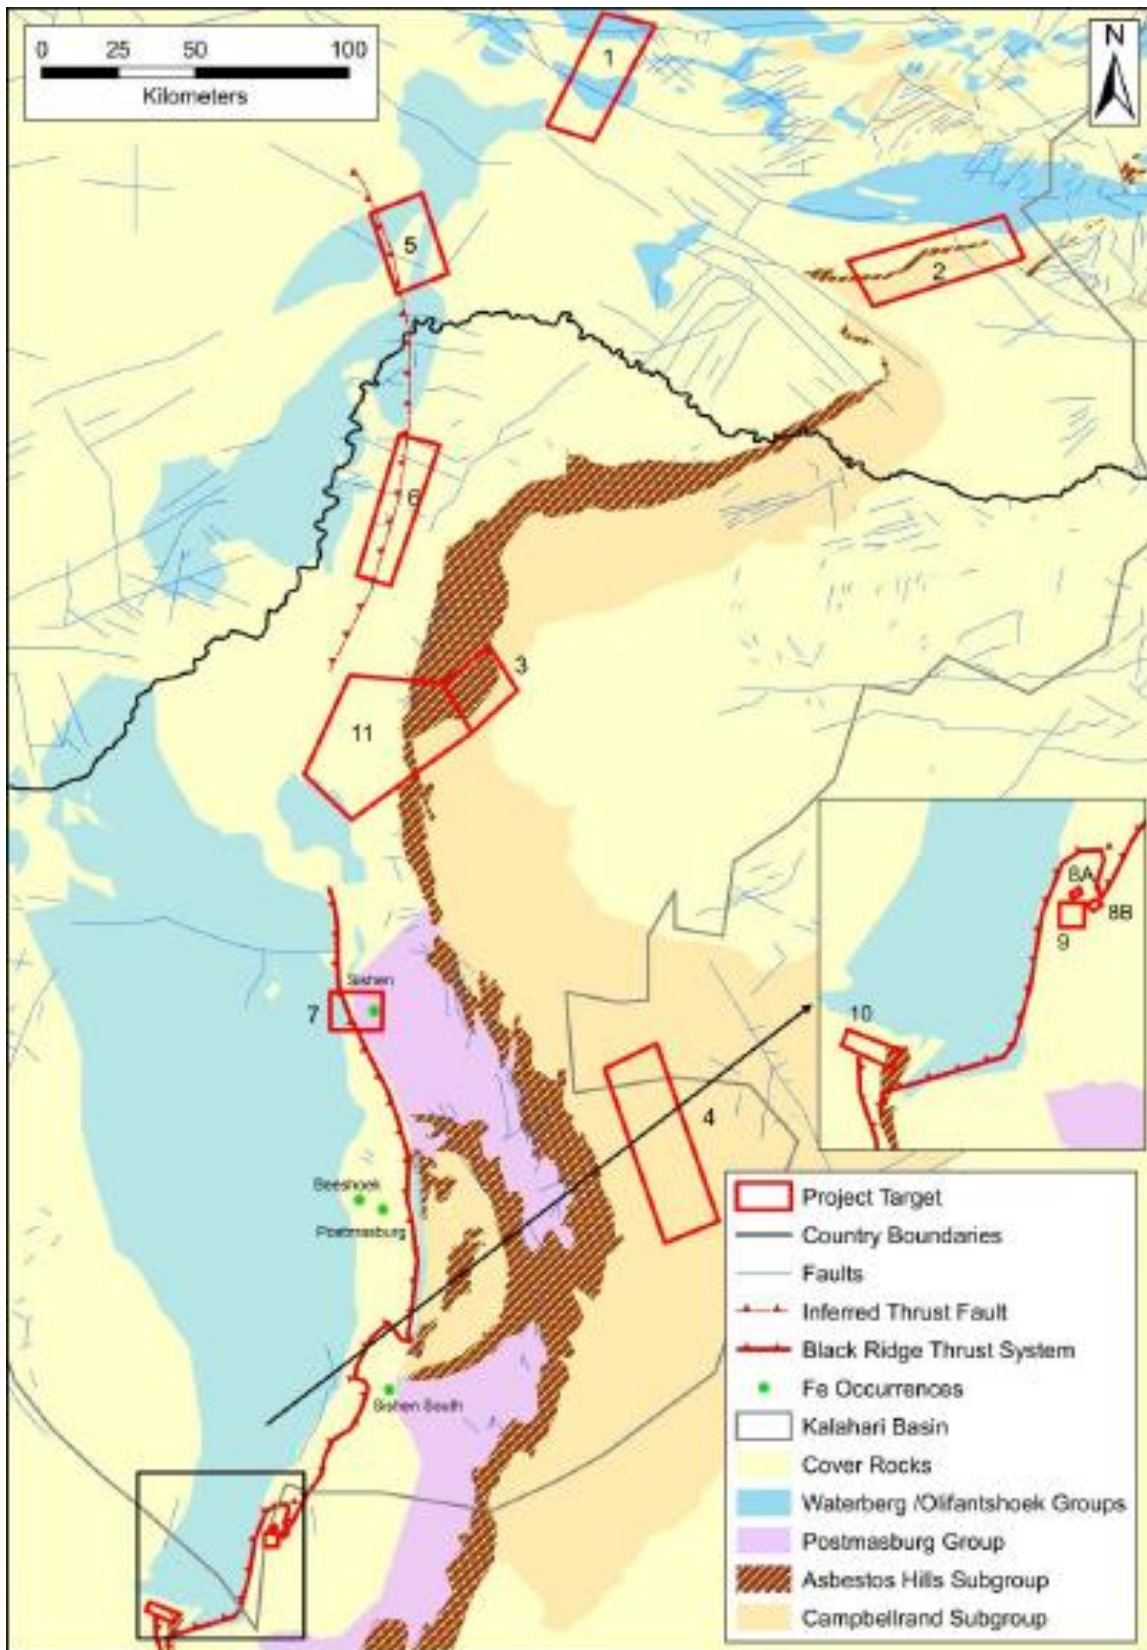 0 25 50 100
Kilometers
N
1
5
2
6
3
11
8A
8B
9
Sishen
7
10
4
Beeshoek
Postmasburg
Sishen South
Project Target
Country Boundaries
Faults
Inferred Thrust Fault
Black Ridge Thrust System
Fe Occurrences
Kalahari Basin
Cover Rocks
Waterberg /Olifantshoek Groups
Postmasburg Group
Asbestos Hills Subgroup
Campbellrand Subgroup